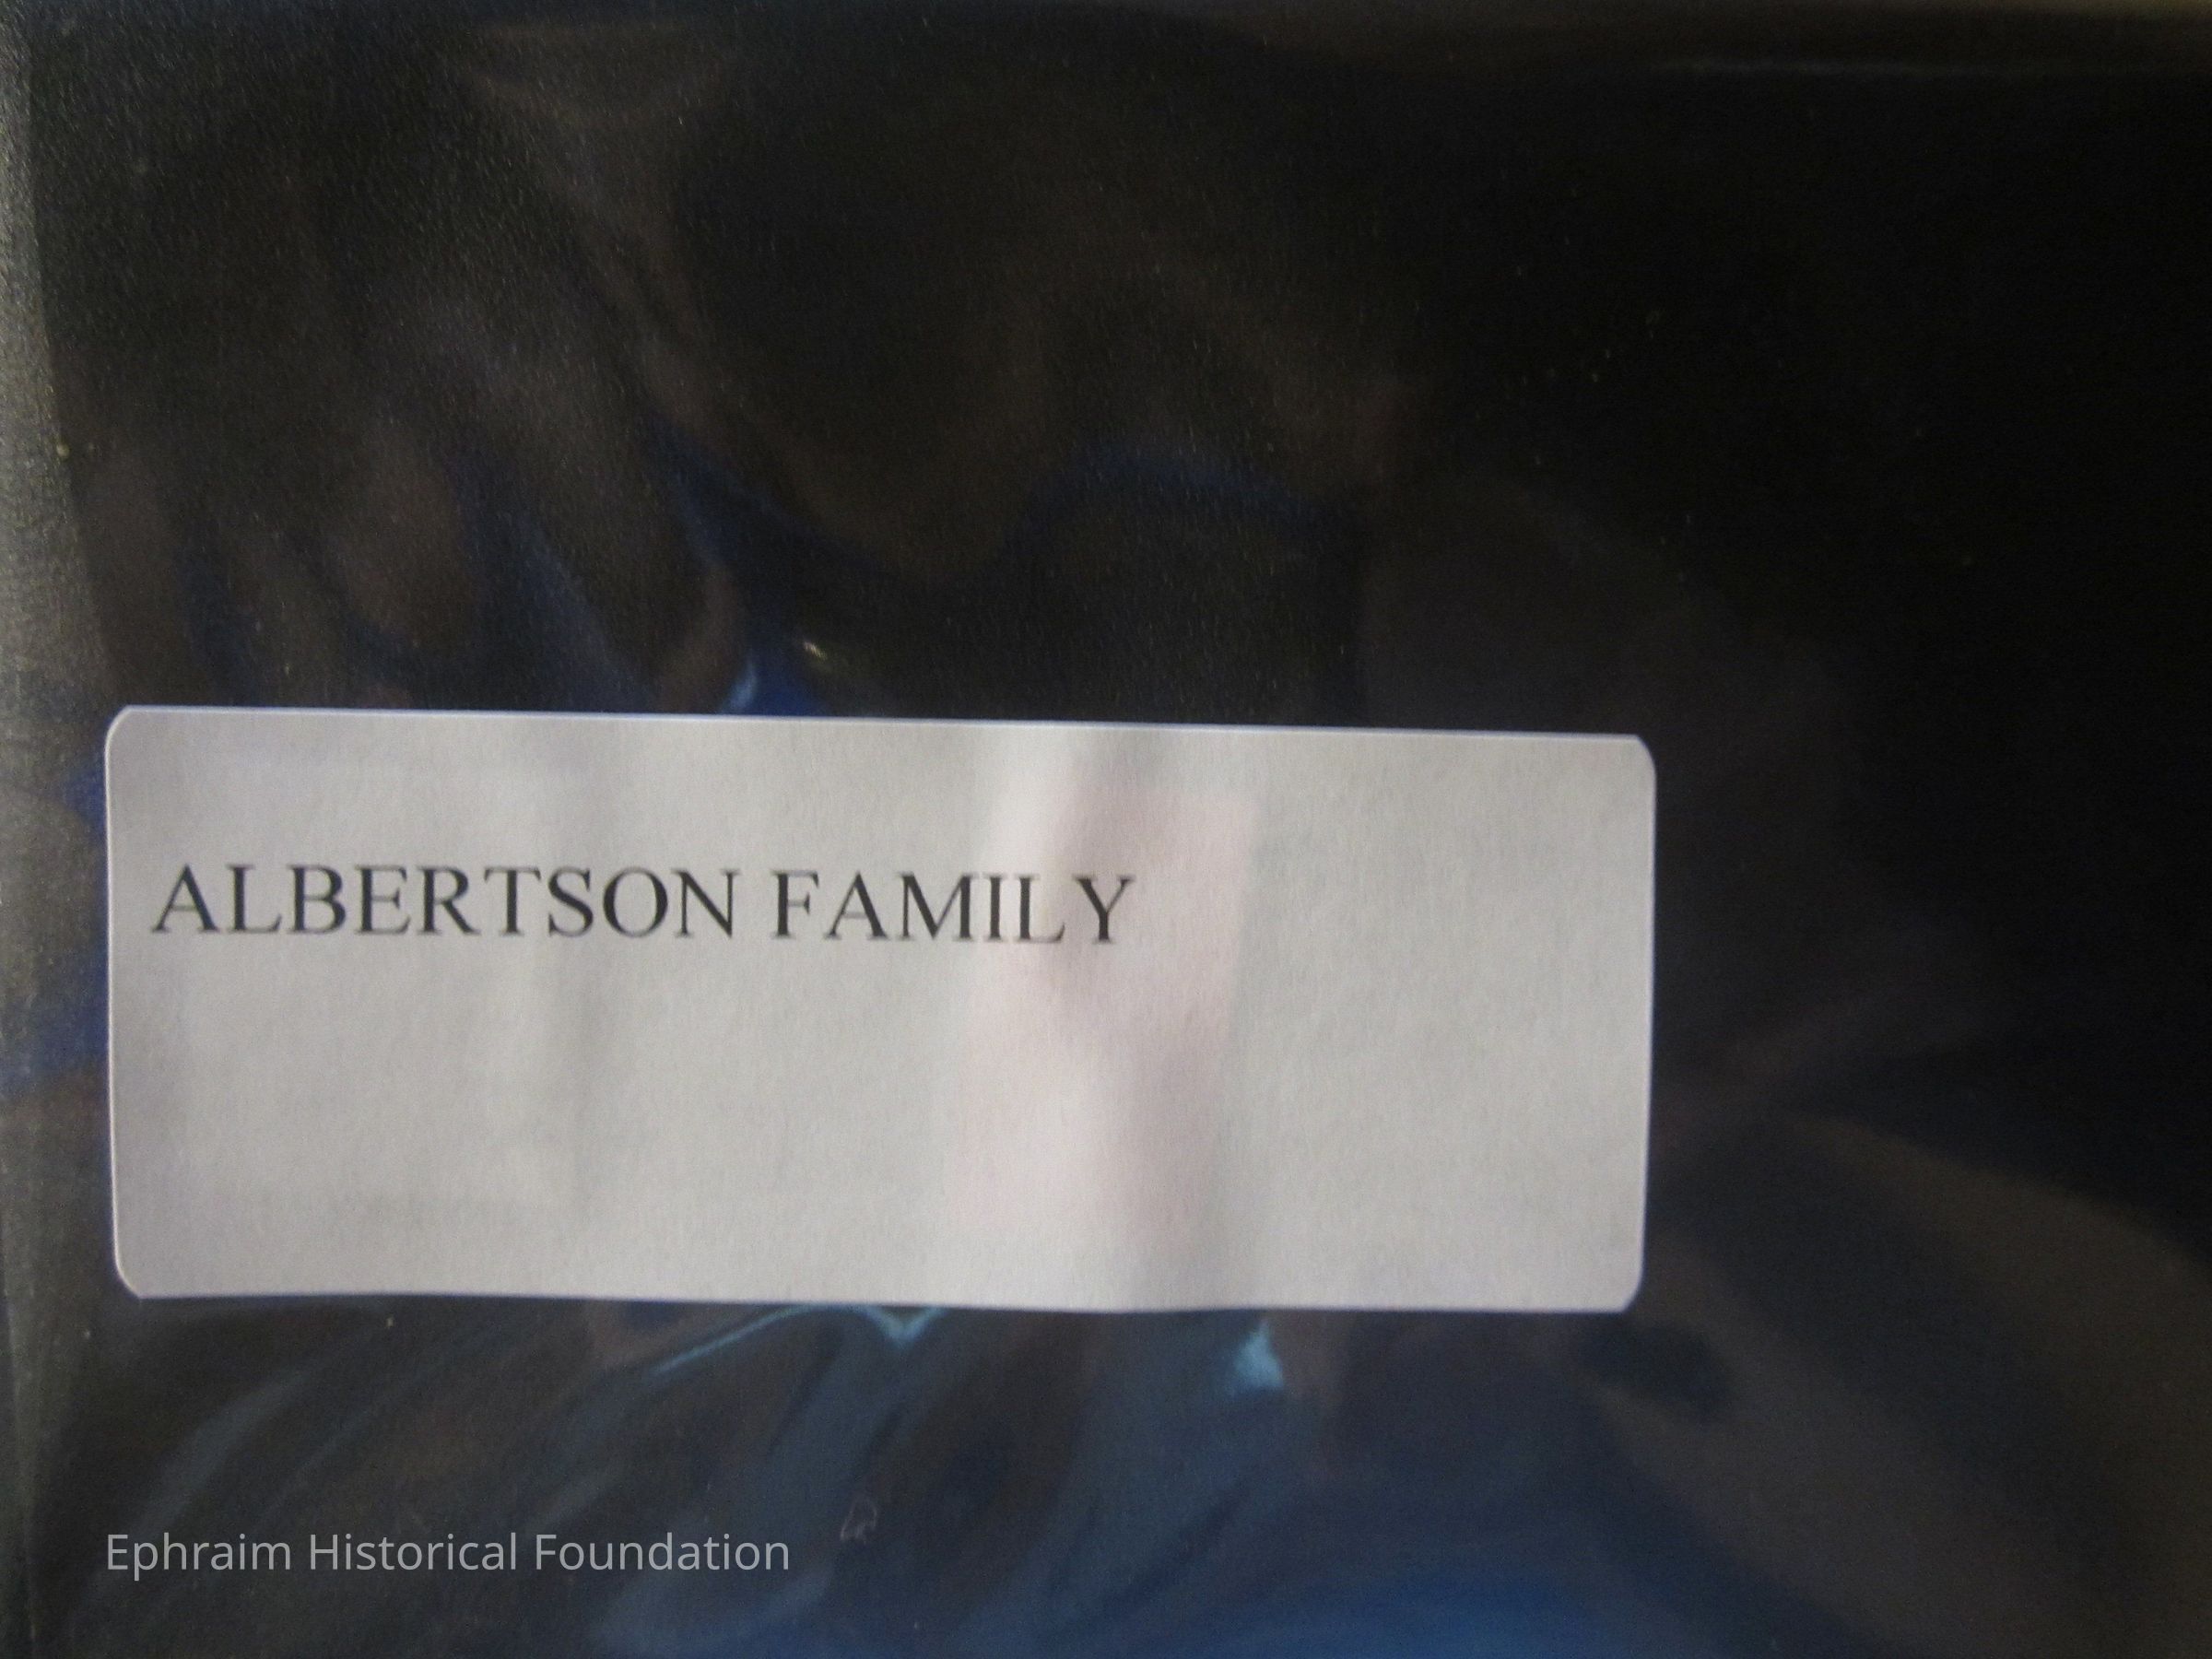 ALBERTSON FAMILY
Ephraim Historical Foundation